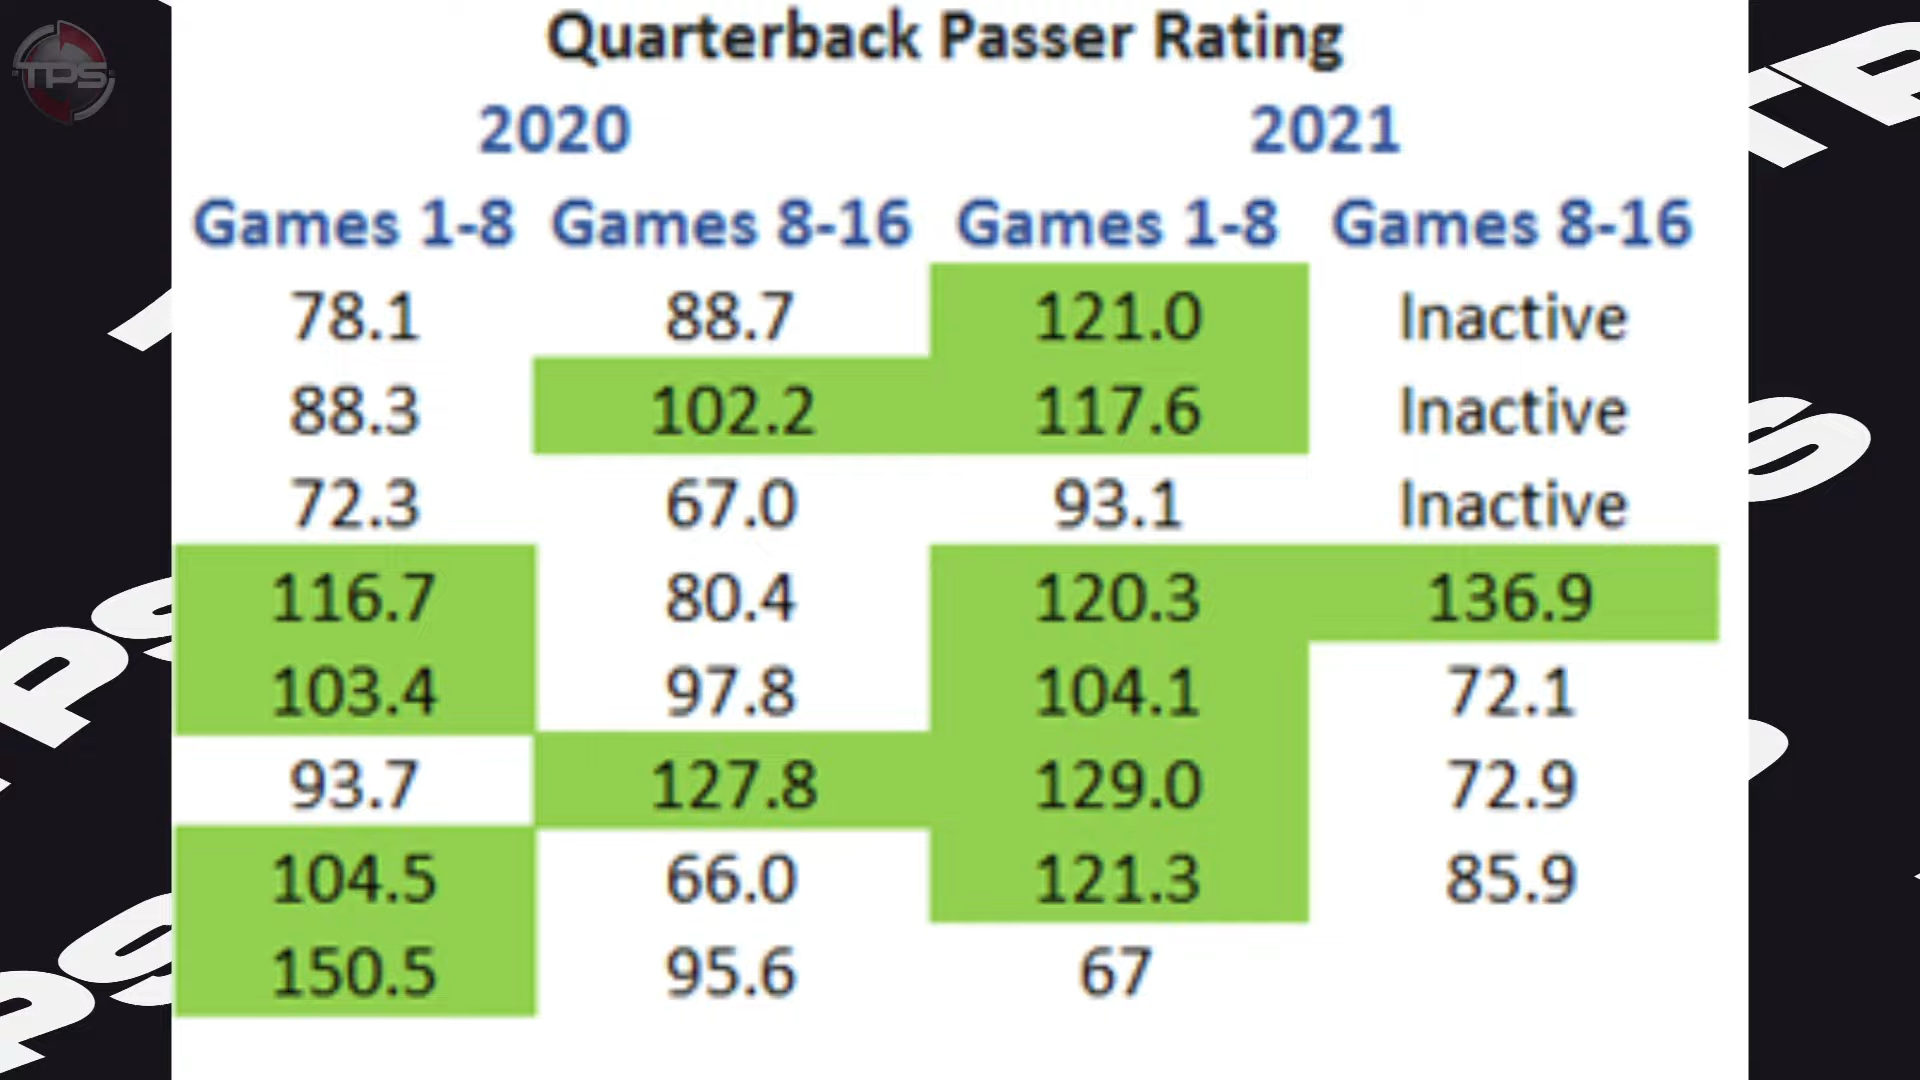 TPS
Quarterback Passer Rating
2020 2021
Games 1-8 Games 8-16 Games 1-8 Games 8-16
78.1 88.7 121.0 Inactive
88.3 102.2 117.6 Inactive
72.3 67.0 93.1 Inactive
116.7 80.4 120.3 136.9
103.4 97.8 104.1 72.1
93.7 127.8 129.0 72.9
104.5 66.0 121.3 85.9
150.5 95.6 67